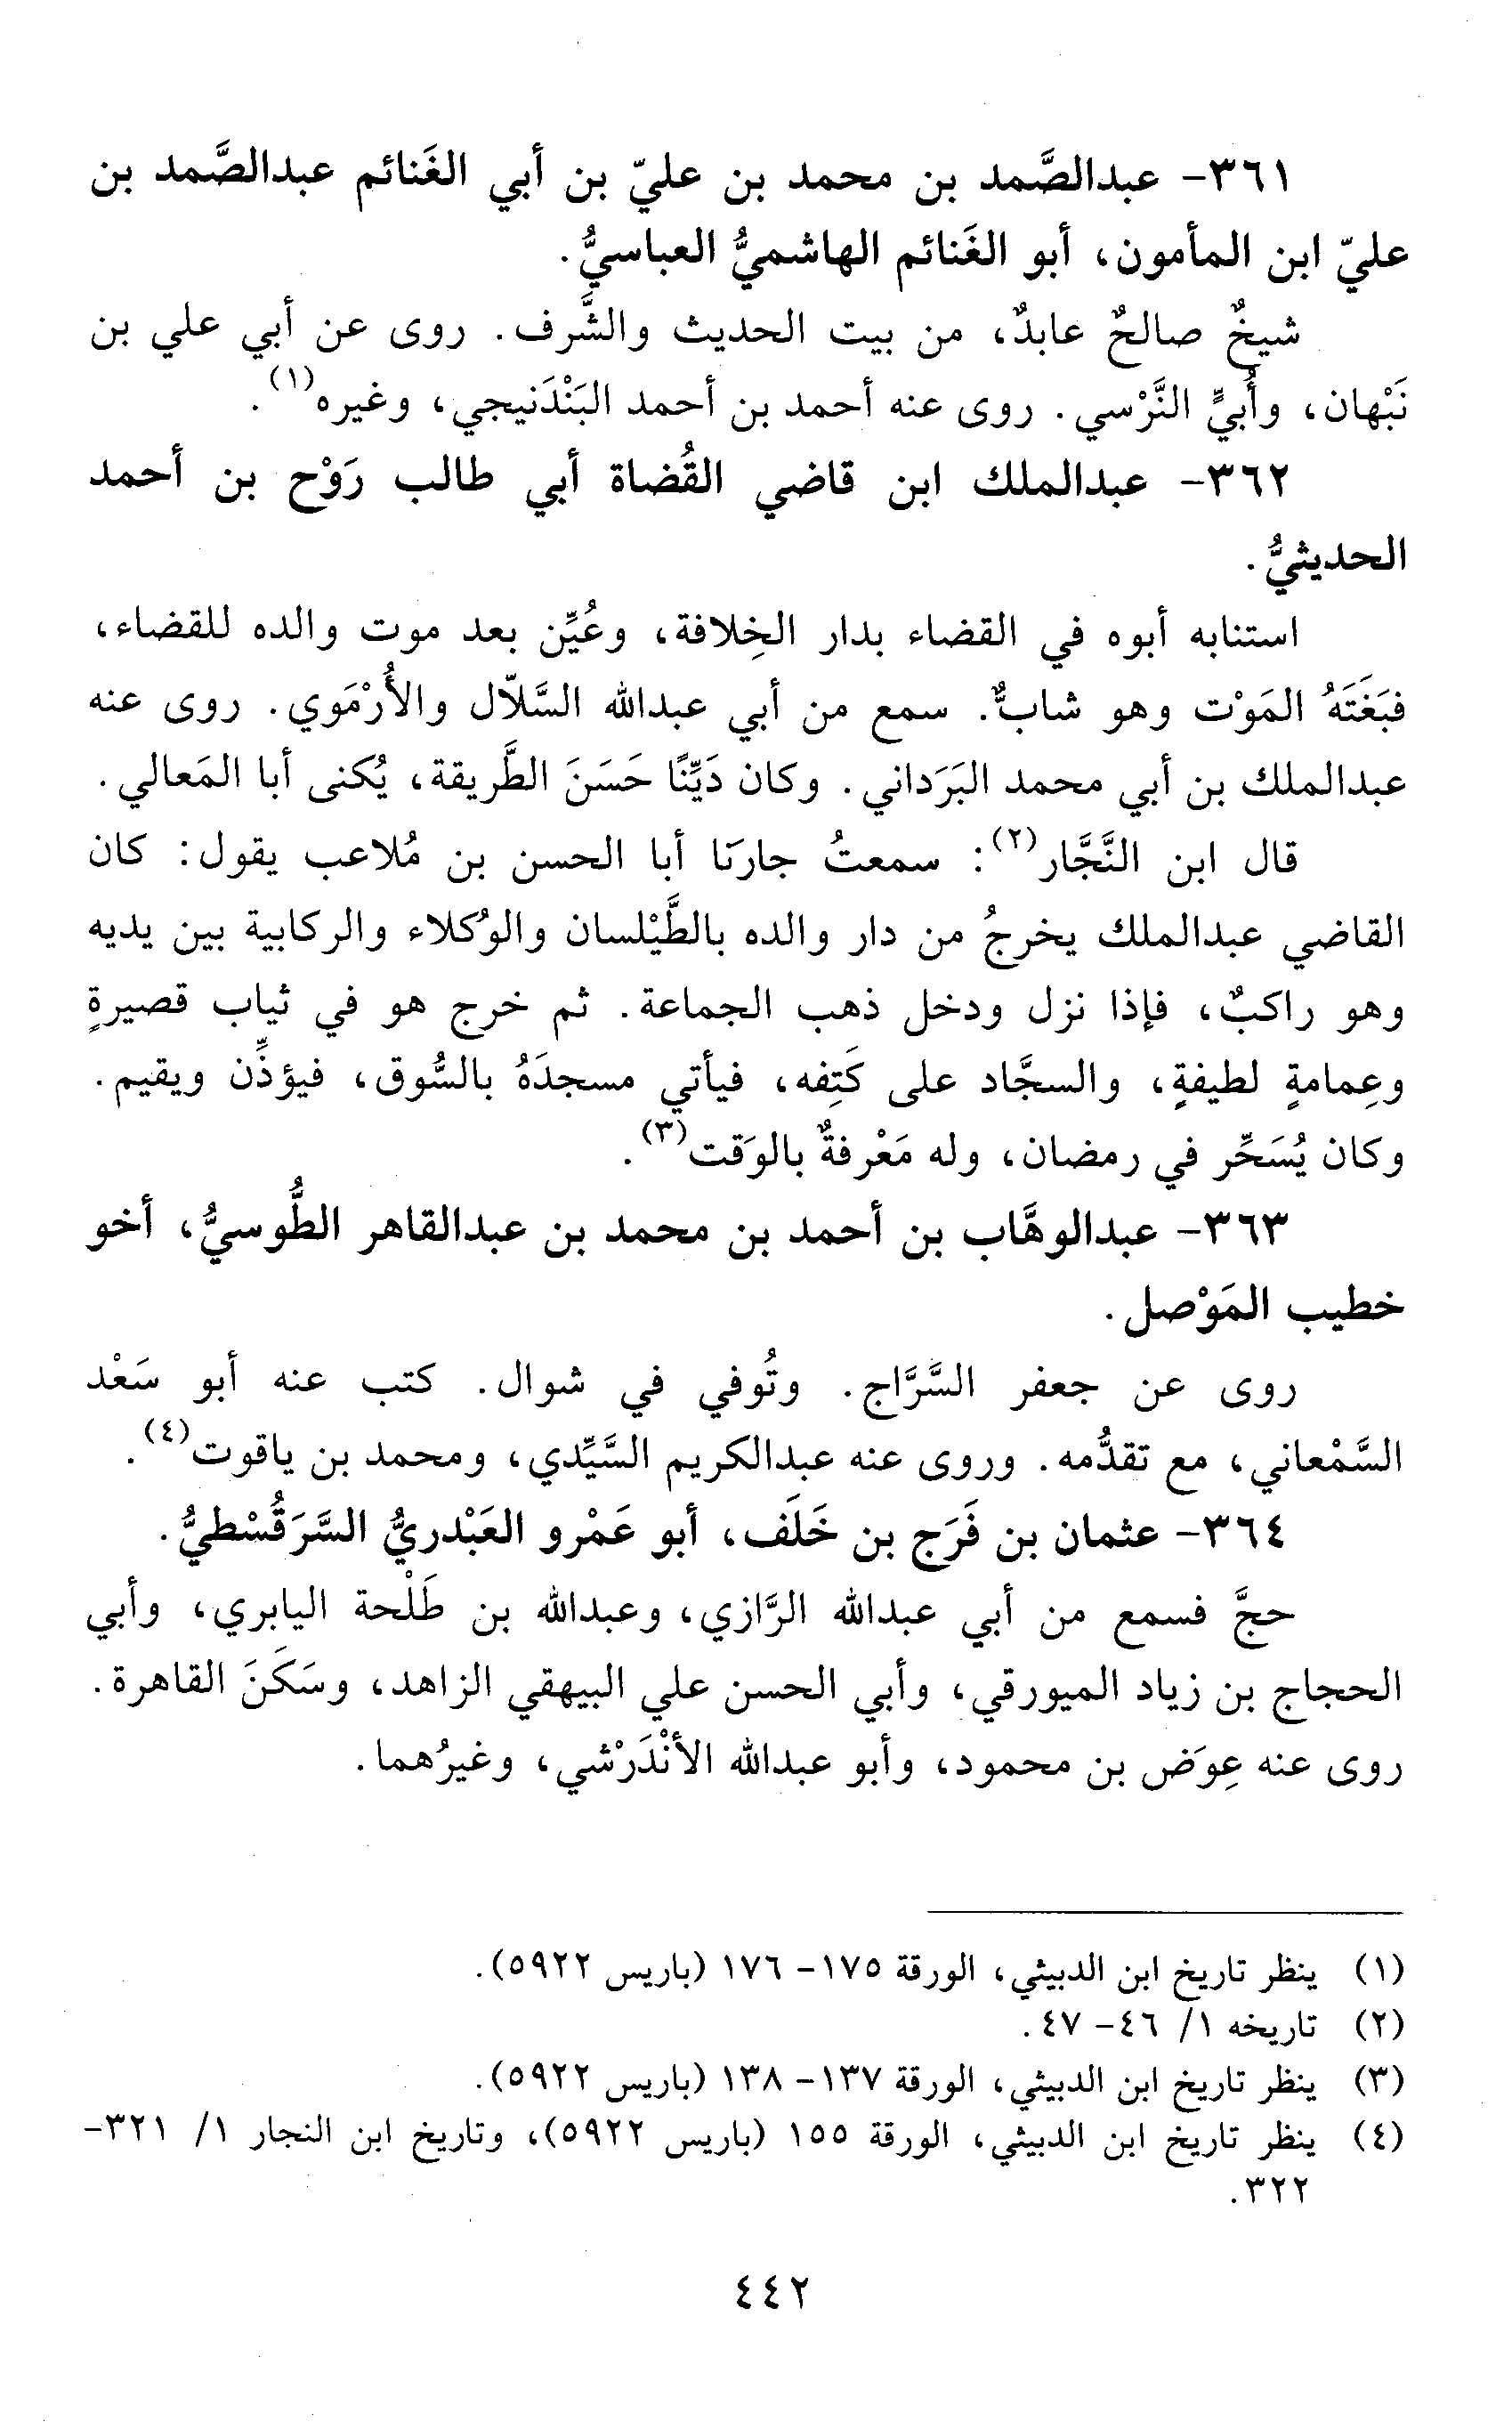 ٣٦١- عبدالصَّمد بن محمد بن عليّ بن أبي الغَنائم عبدالصَّمد بن
عليّ ابن المأمون، أبو الغَنائم الهاشميُّ العباسيُّ.
شيخٌ صالحٌ عابدٌ، من بيت الحديث والشَّرف. روى عن أبي علي بن
نَبْهان، وأُبيٍّ النَّرْسي. روى عنه أحمد بن أحمد البَنْدَنيجي، وغيره(١).
٣٦٢- عبدالملك ابن قاضي القُضاة أبي طالب رَوْح بن أحمد
الحديثيُّ.
استنابه أبوه في القضاء بدار الخِلافة، وعُيِّن بعد موت والده للقضاء،
فبَغَتَهُ المَوْت وهو شابٌّ. سمع من أبي عبدالله السَّلاّل والأُرْمَوي. روى عنه
عبدالملك بن أبي محمد البَرَداني. وكان دَيِّنًا حَسَنَ الطَّريقة، يُكنى أبا المَعالي.
قال ابن النَّجَّار(٢): سمعتُ جارَنا أبا الحسن بن مُلاعب يقول: كان
القاضي عبدالملك يخرجُ من دار والده بالطَّيْلسان والوُكلاء والركابية بين يديه
وهو راكبٌ، فإذا نزل ودخل ذهب الجماعة. ثم خرج هو في ثياب قصيرةٍ
وعِمامةٍ لطيفةٍ، والسجَّاد على كَتِفه، فيأتي مسجدَهُ بالسُّوق، فيؤذِّن ويقيم.
وكان يُسَحِّر في رمضان، وله مَعْرفةٌ بالوَقت(٣).
٣٦٣- عبدالوهَّاب بن أحمد بن محمد بن عبدالقاهر الطُّوسيُّ، أخو
خطيب المَوْصل.
روى عن جعفر السَّرَّاج. وتُوفي في شوال. كتب عنه أبو سَعْد
السَّمْعاني، مع تقدُّمه. وروى عنه عبدالكريم السَّيِّدي، ومحمد بن ياقوت(٤).
٣٦٤- عثمان بن فَرَج بن خَلَف، أبو عَمْرو العَبْدريُّ السَّرَقُسْطيُّ.
حجَّ فسمع من أبي عبدالله الرَّازي، وعبدالله بن طَلْحة اليابري، وأبي
الحجاج بن زياد الميورقي، وأبي الحسن علي البيهقي الزاهد، وسَكَنَ القاهرة.
روى عنه عِوَض بن محمود، وأبو عبدالله الأنْدَرْشي، وغيرُهما.
(١) ينظر تاريخ ابن الدبيثي، الورقة ١٧٥- ١٧٦ (باريس ٥٩٢٢).
(٢) تاريخه ١/ ٤٦- ٤٧.
(٣) ينظر تاريخ ابن الدبيثي، الورقة ١٣٧- ١٣٨ (باريس ٥٩٢٢).
(٤) ينظر تاريخ ابن الدبيثي، الورقة ١٥٥ (باريس ٥٩٢٢)، وتاريخ ابن النجار ١/ ٣٢١-
٣٢٢.
٤٤٢